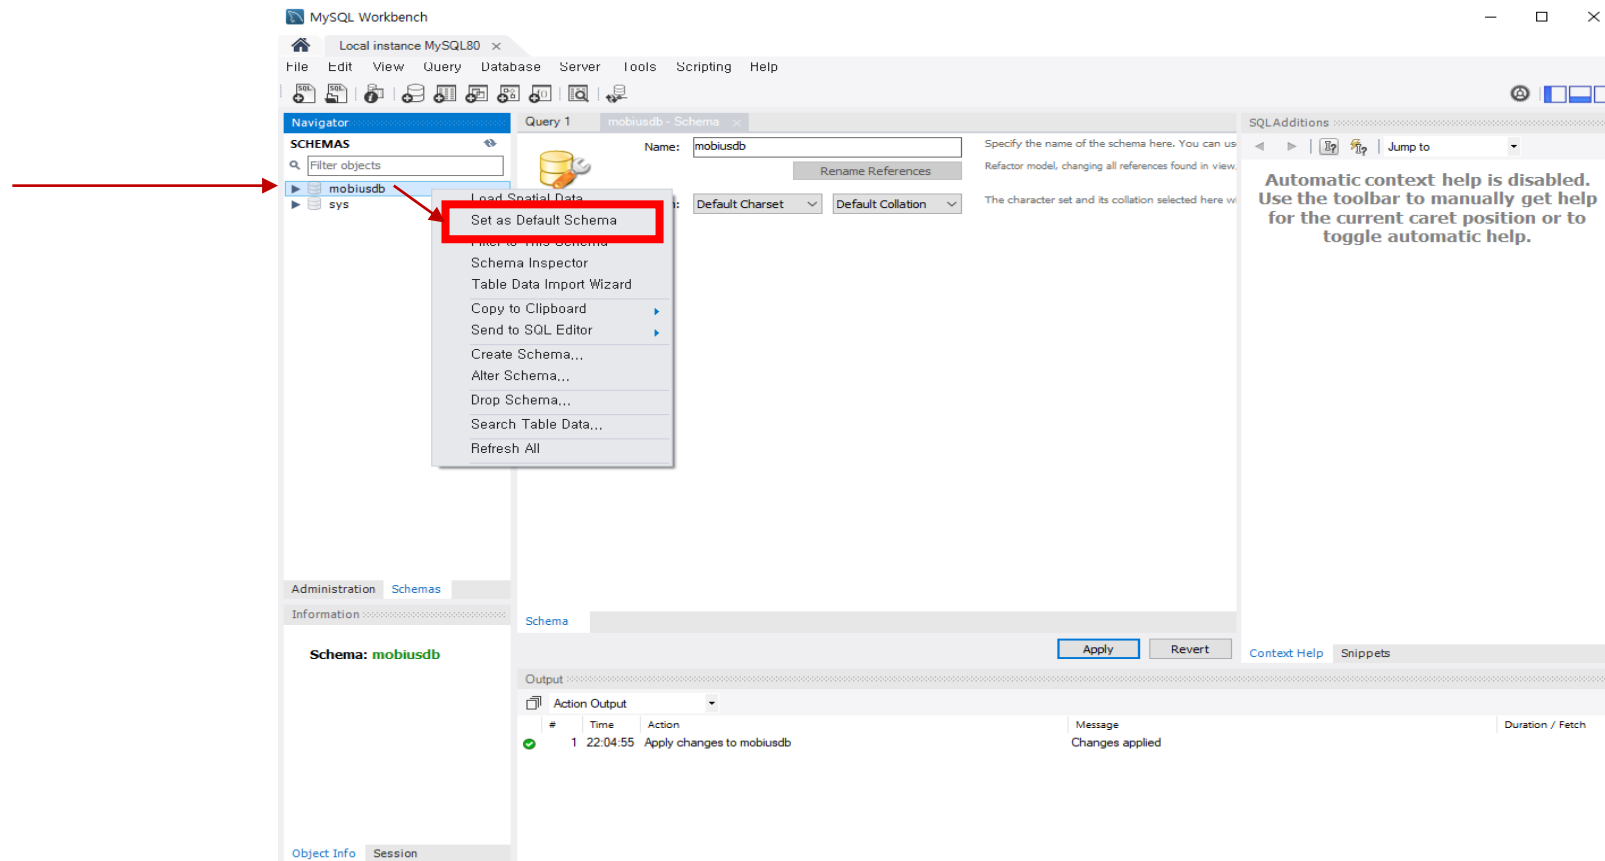 MySQL Workbench
Local instance MySQL80
File Edit View Query Database Server Tools Scripting Help
Navigator
SCHEMAS
Filter objects
mobiusdb
sys
Load Spatial Data
Set as Default Schema
Filter to This Schema
Schema Inspector
Table Data Import Wizard
Copy to Clipboard
Send to SQL Editor
Create Schema...
Alter Schema...
Drop Schema...
Search Table Data...
Refresh All
Administration Schemas
Information
Schema: mobiusdb
Object Info Session
Query 1 mobiusdb - Schema
Name: mobiusdb
Specify the name of the schema here. You can us
Rename References
Refactor model, changing all references found in view
Default Charset Default Collation
The character set and its collation selected here w
Schema
Apply Revert
SQLAdditions
Jump to
Automatic context help is disabled.
Use the toolbar to manually get help
for the current caret position or to
toggle automatic help.
Context Help Snippets
Output
Action Output
# Time Action Message Duration / Fetch
1 22:04:55 Apply changes to mobiusdb Changes applied